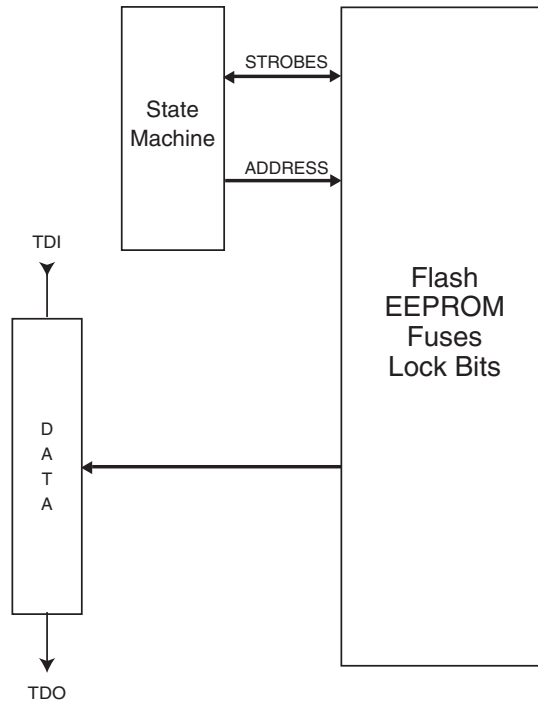 STROBES
State
Machine
ADDRESS
TDI
Flash
EEPROM
Fuses
Lock Bits
D
A
T
A
TDO